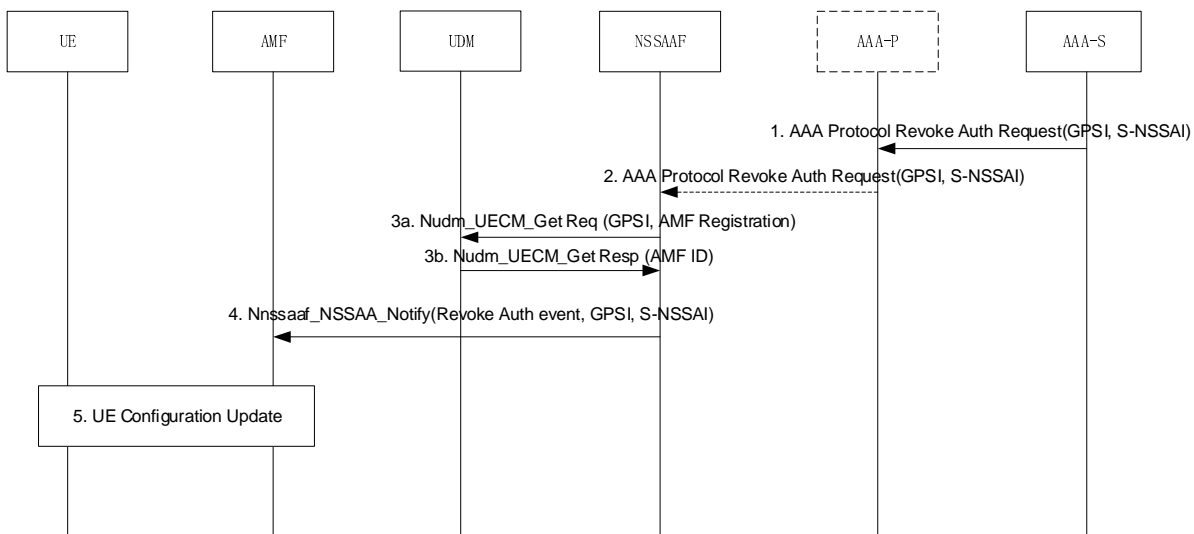 UE
AMF
UDM
NSSAAF
AAA-P
AAA-S
1. AAA Protocol Revoke Auth Request(GPSI, S-NSSAI)
2. AAA Protocol Revoke Auth Request(GPSI, S-NSSAI)
3a. Nudm_UECM_Get Req (GPSI, AMF Registration)
3b. Nudm_UECM_Get Resp (AMF ID)
4. Nnssaaf_NSSAA_Notify(Revoke Auth event, GPSI, S-NSSAI)
5. UE Configuration Update